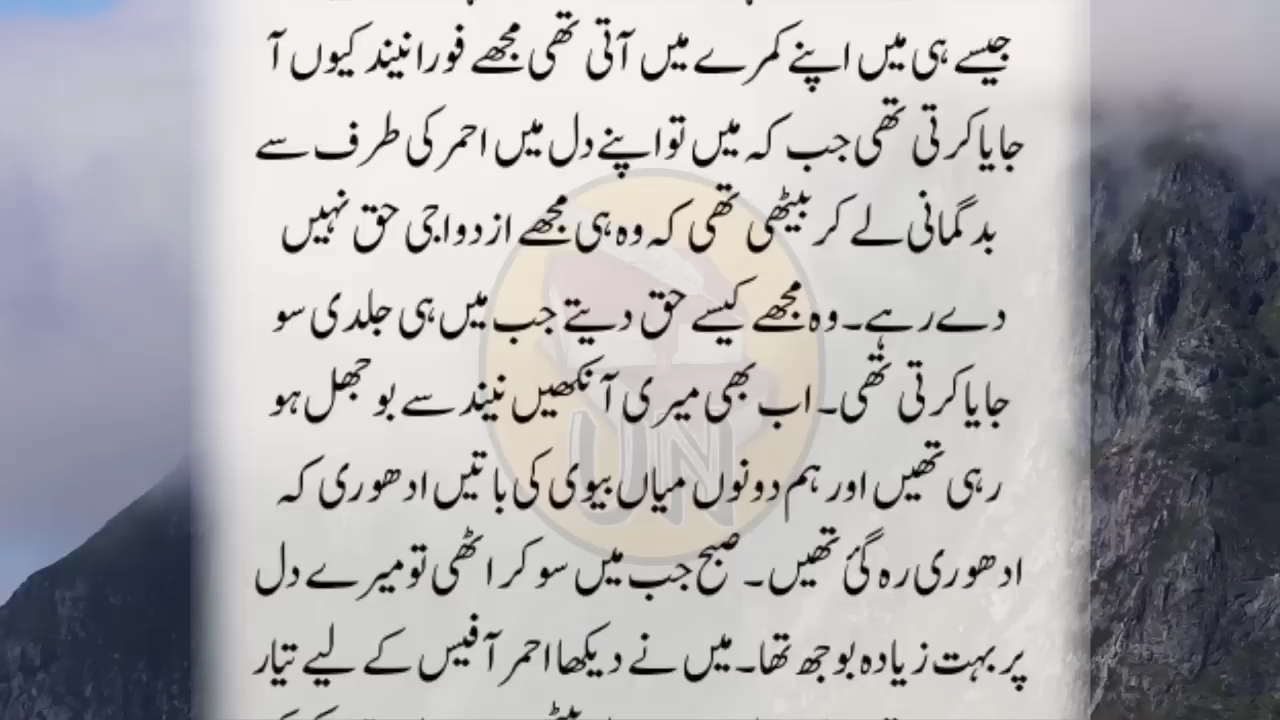 جیسے ہی میں اپنے کمرے میں آتی تھی مجھے فورا نیند کیوں آ
جایا کرتی تھی جب کہ میں تو اپنے دل میں احمر کی طرف سے
بدگمانی لے کر بیٹھی تھی کہ وہ ہی مجھے ازدواجی حق نہیں
دے رہے۔ وہ مجھے کیسے حق دیتے جب میں ہی جلدی سو
جایا کرتی تھی۔ اب بھی میری آنکھیں نیند سے بوجھل ہو
رہی تھیں اور ہم دونوں میاں بیوی کی باتیں ادھوری کہ
ادھوری رہ گئ تھیں۔ صبح جب میں سو کر اٹھی تو میرے دل
پر بہت زیادہ بوجھ تھا۔ میں نے دیکھا احمر آفیس کے لیے تیار
UN